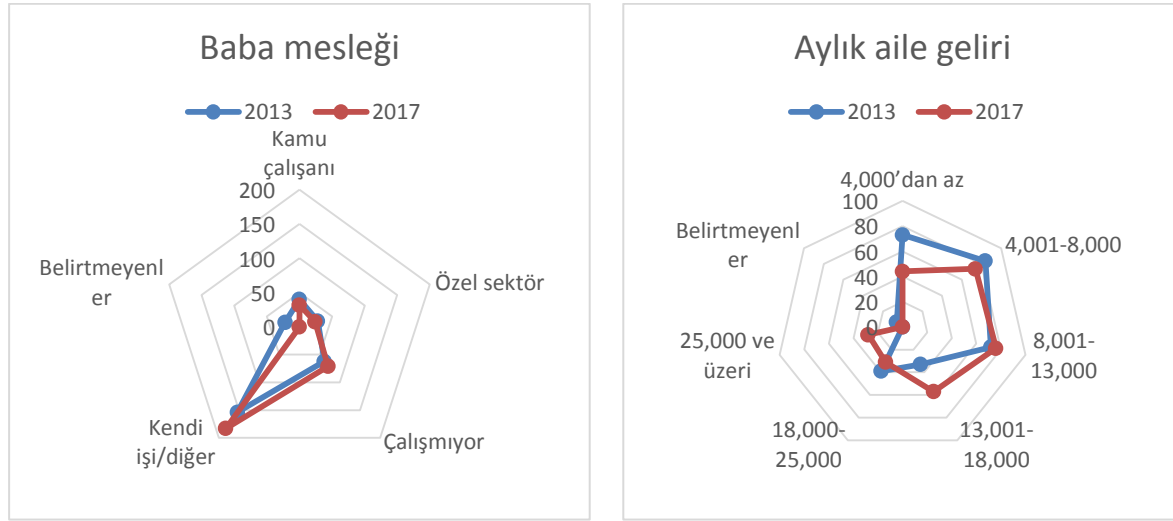 Baba mesleği
2013
2017
Kamu
çalışanı
200
150
100
50
0
Özel sektör
Çalışmıyor
Kendi
işi/diğer
Belirtmeyenl
er
Aylık aile geliri
2013
2017
4,000’dan az
100
80
60
40
20
0
4,001-8,000
8,001-
13,000
13,001-
18,000
18,000-
25,000
25,000 ve
üzeri
Belirtmeyenl
er